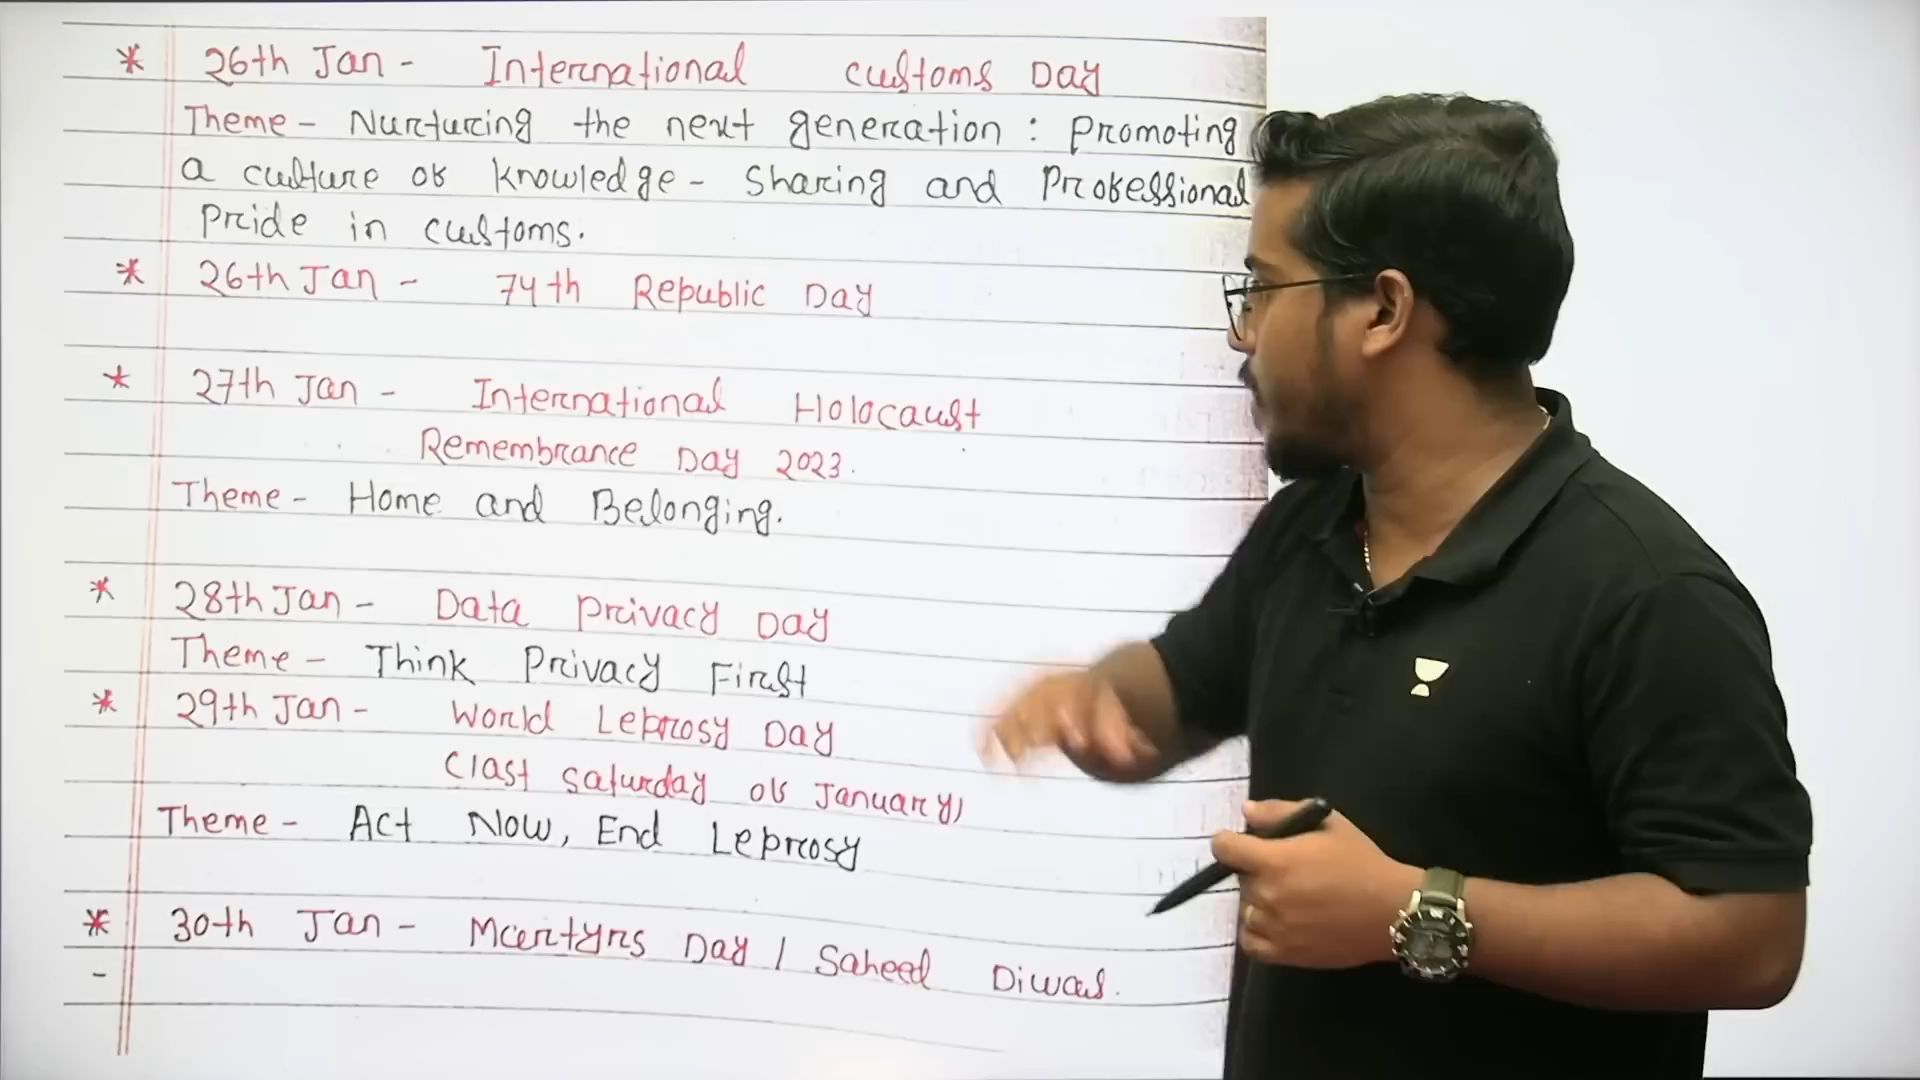 * 26th Jan - International customs Day
Theme - Nurturing the next generation : Promoting
a culture of knowledge - Sharing and Professional
Pride in customs.
* 26th Jan - 74th Republic Day
* 27th Jan - International Holocaust
Remembrance Day 2023.
Theme - Home and Belonging.
* 28th Jan - Data Privacy Day
Theme - Think Privacy First
* 29th Jan - World Leprosy Day
(last Saturday of January)
Theme - Act Now, End Leprosy
* 30th Jan - Martyrs Day / Saheed Diwas.
-